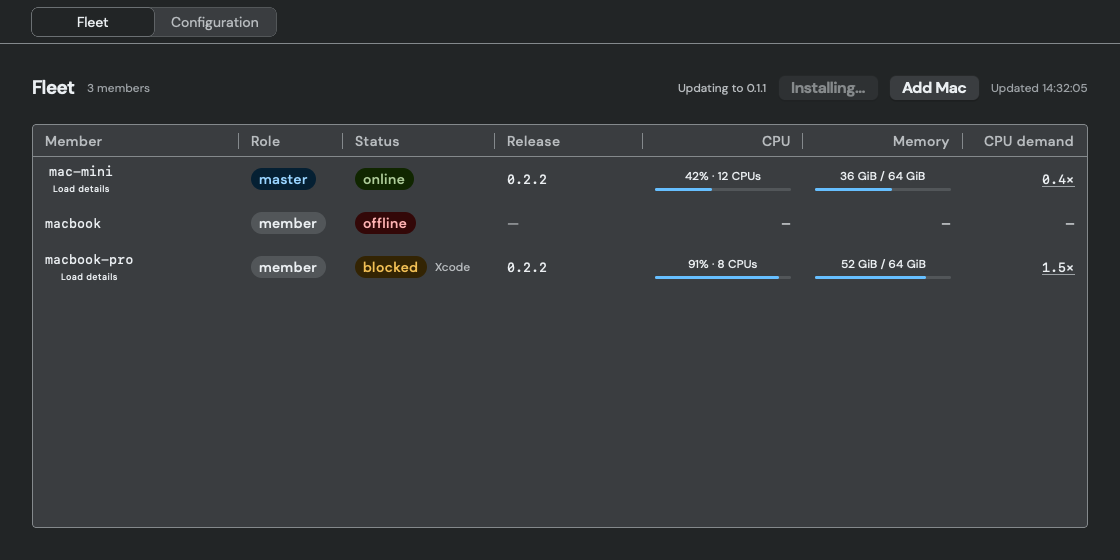 Fleet Configuration
Fleet 3 members Updating to 0.1.1 Installing... Add Mac Updated 14:32:05
Member Role Status Release CPU Memory CPU demand
mac-mini master online 0.2.2 42% · 12 CPUs 36 GiB / 64 GiB 0.4×
Load details
macbook member offline — — — —
macbook-pro member blocked Xcode 0.2.2 91% · 8 CPUs 52 GiB / 64 GiB 1.5×
Load details